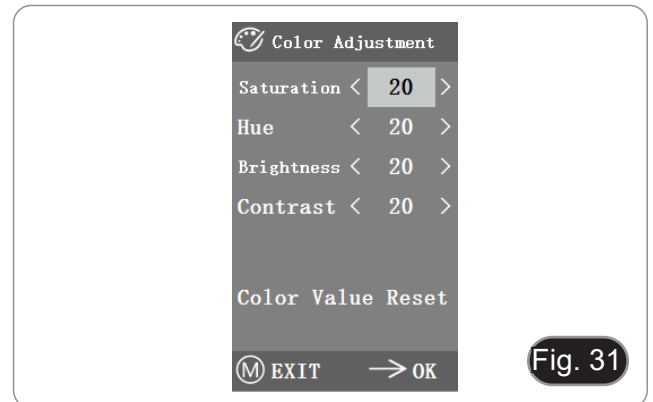 Color Adjustment
Saturation < 20 >
Hue < 20 >
Brightness < 20 >
Contrast < 20 >
Color Value Reset
M EXIT → OK
Fig. 31